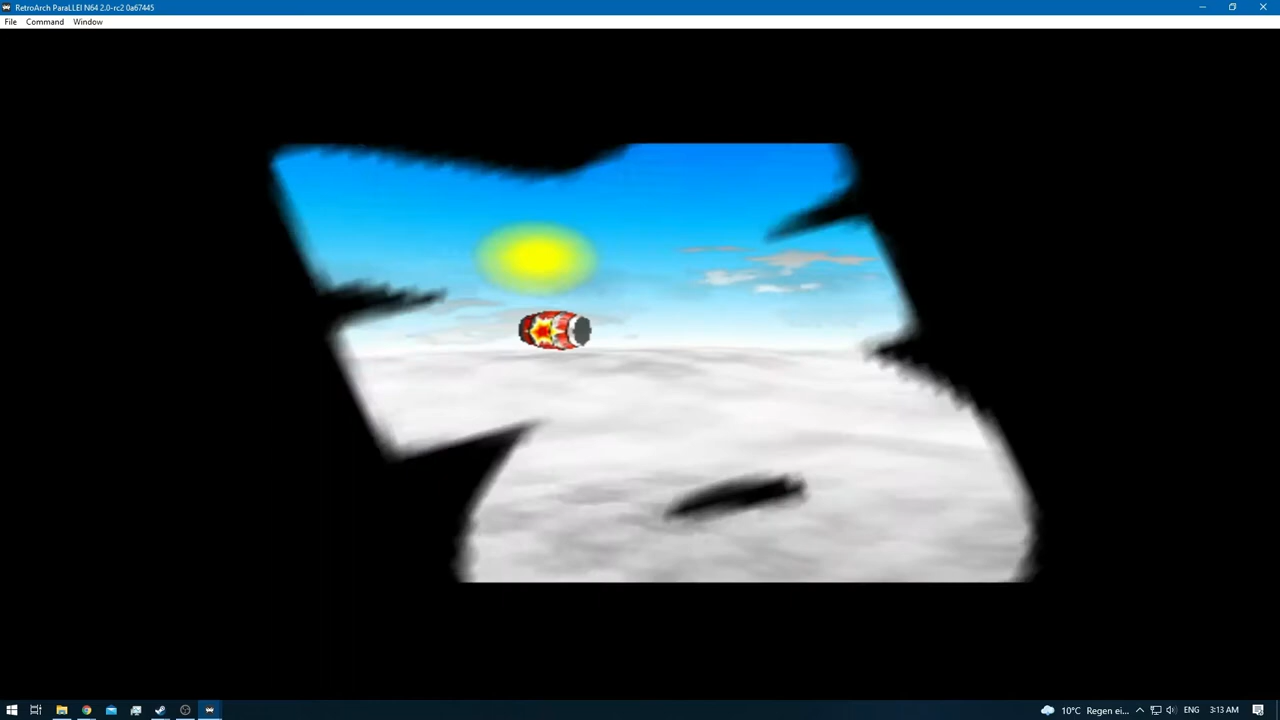 RetroArch ParaLLEl N64 2.0-rc2 0a67445
File Command Window
10°C Regen ei... ENG 3:13 AM